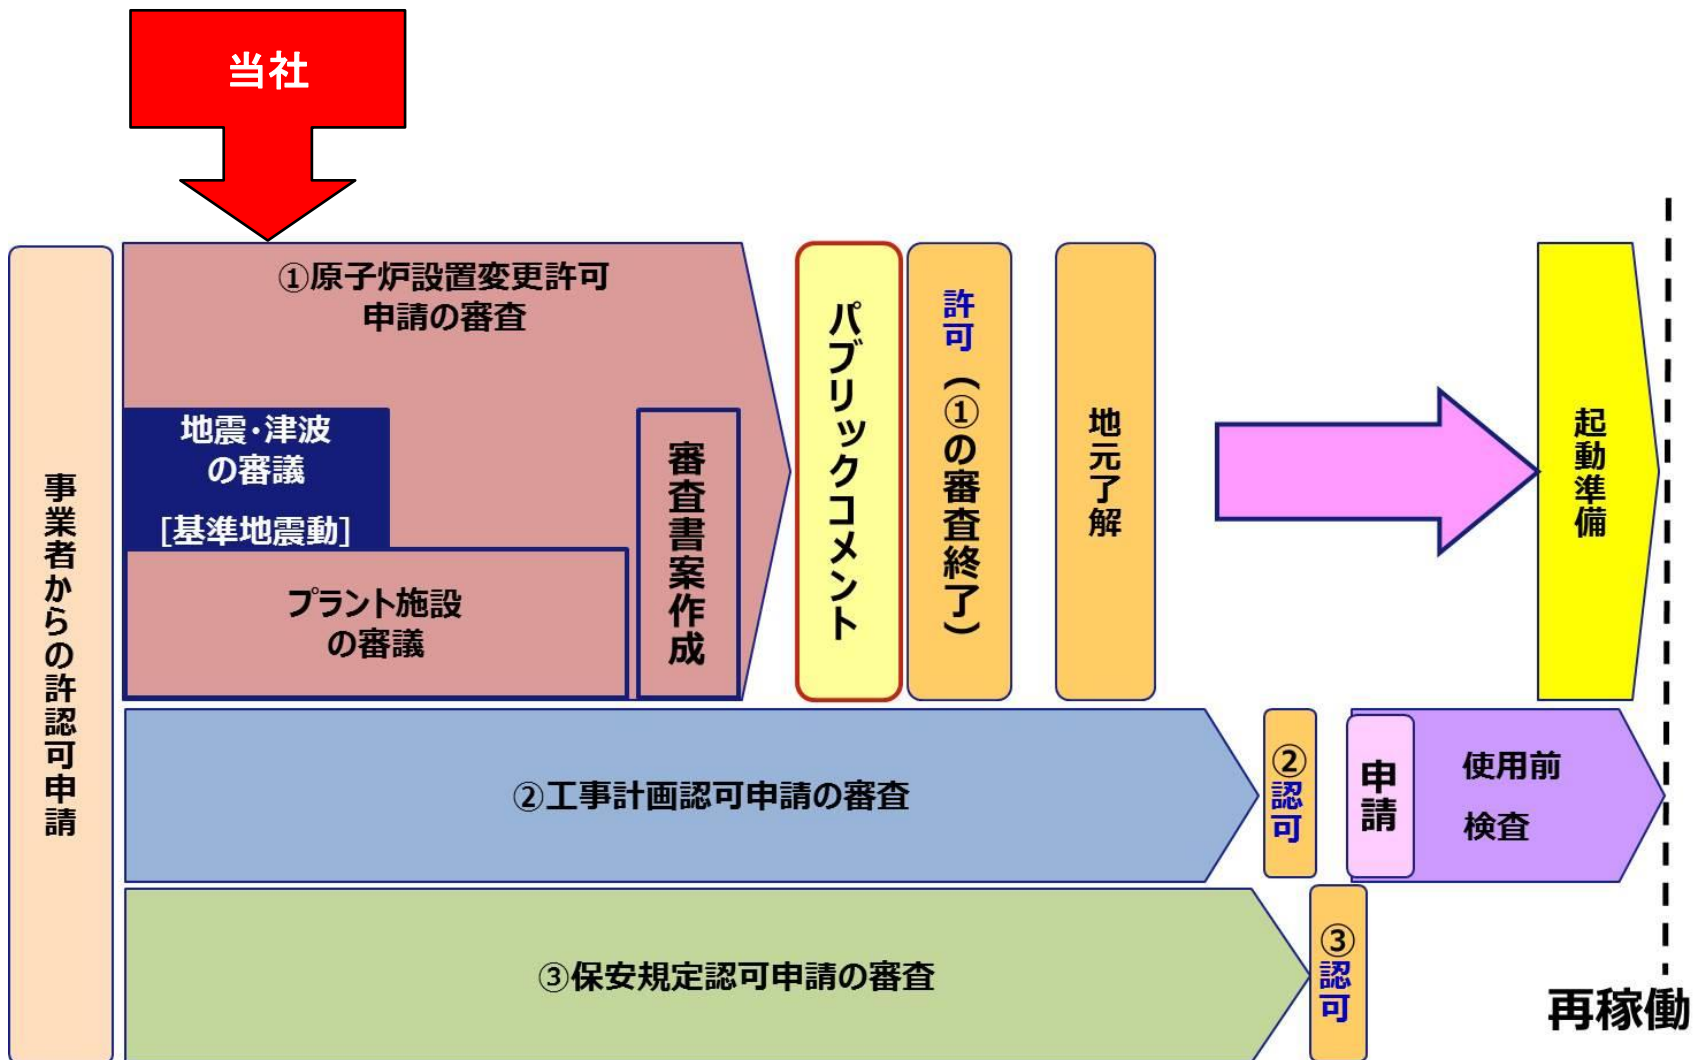 当社
事業者からの許認可申請
①原子炉設置変更許可
申請の審査
地震・津波
の審議
[基準地震動]
プラント施設
の審議
審査書案作成
パブリックコメント
許可（①の審査終了）
地元了解
起動準備
②工事計画認可申請の審査
②認可
申請
使用前
検査
③保安規定認可申請の審査
③認可
再稼働